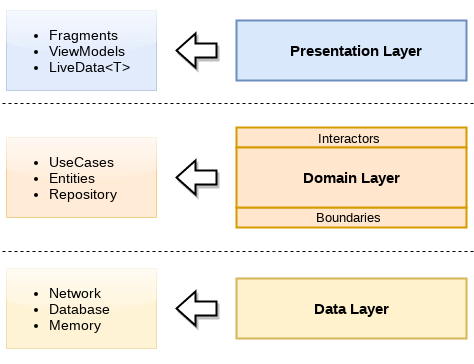 Fragments
ViewModels
LiveData<T>
Presentation Layer
UseCases
Entities
Repository
Interactors
Domain Layer
Boundaries
Network
Database
Memory
Data Layer